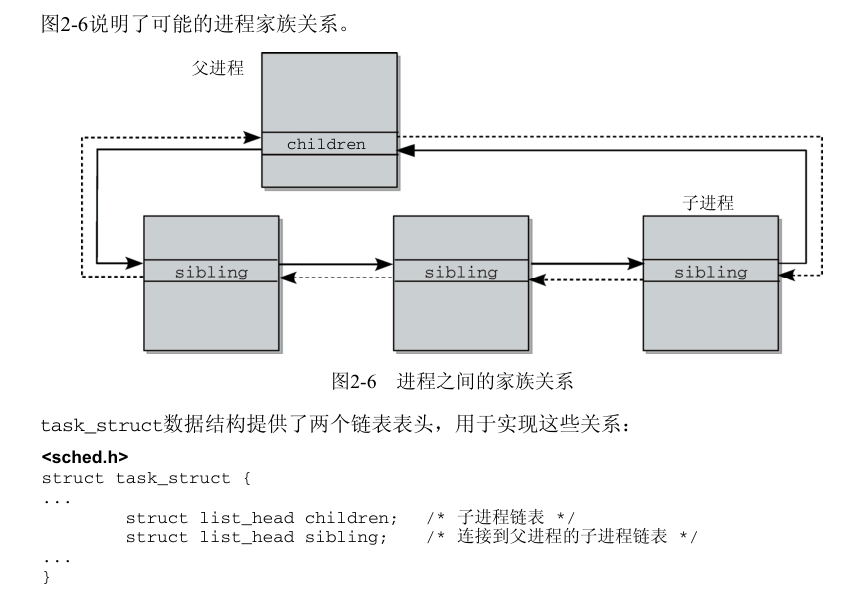 图2-6说明了可能的进程家族关系。
父进程
children
子进程
sibling
sibling
sibling
图2-6 进程之间的家族关系
task_struct数据结构提供了两个链表表头，用于实现这些关系：
<sched.h>
struct task_struct {
...
struct list_head children; /* 子进程链表 */
struct list_head sibling; /* 连接到父进程的子进程链表 */
...
}